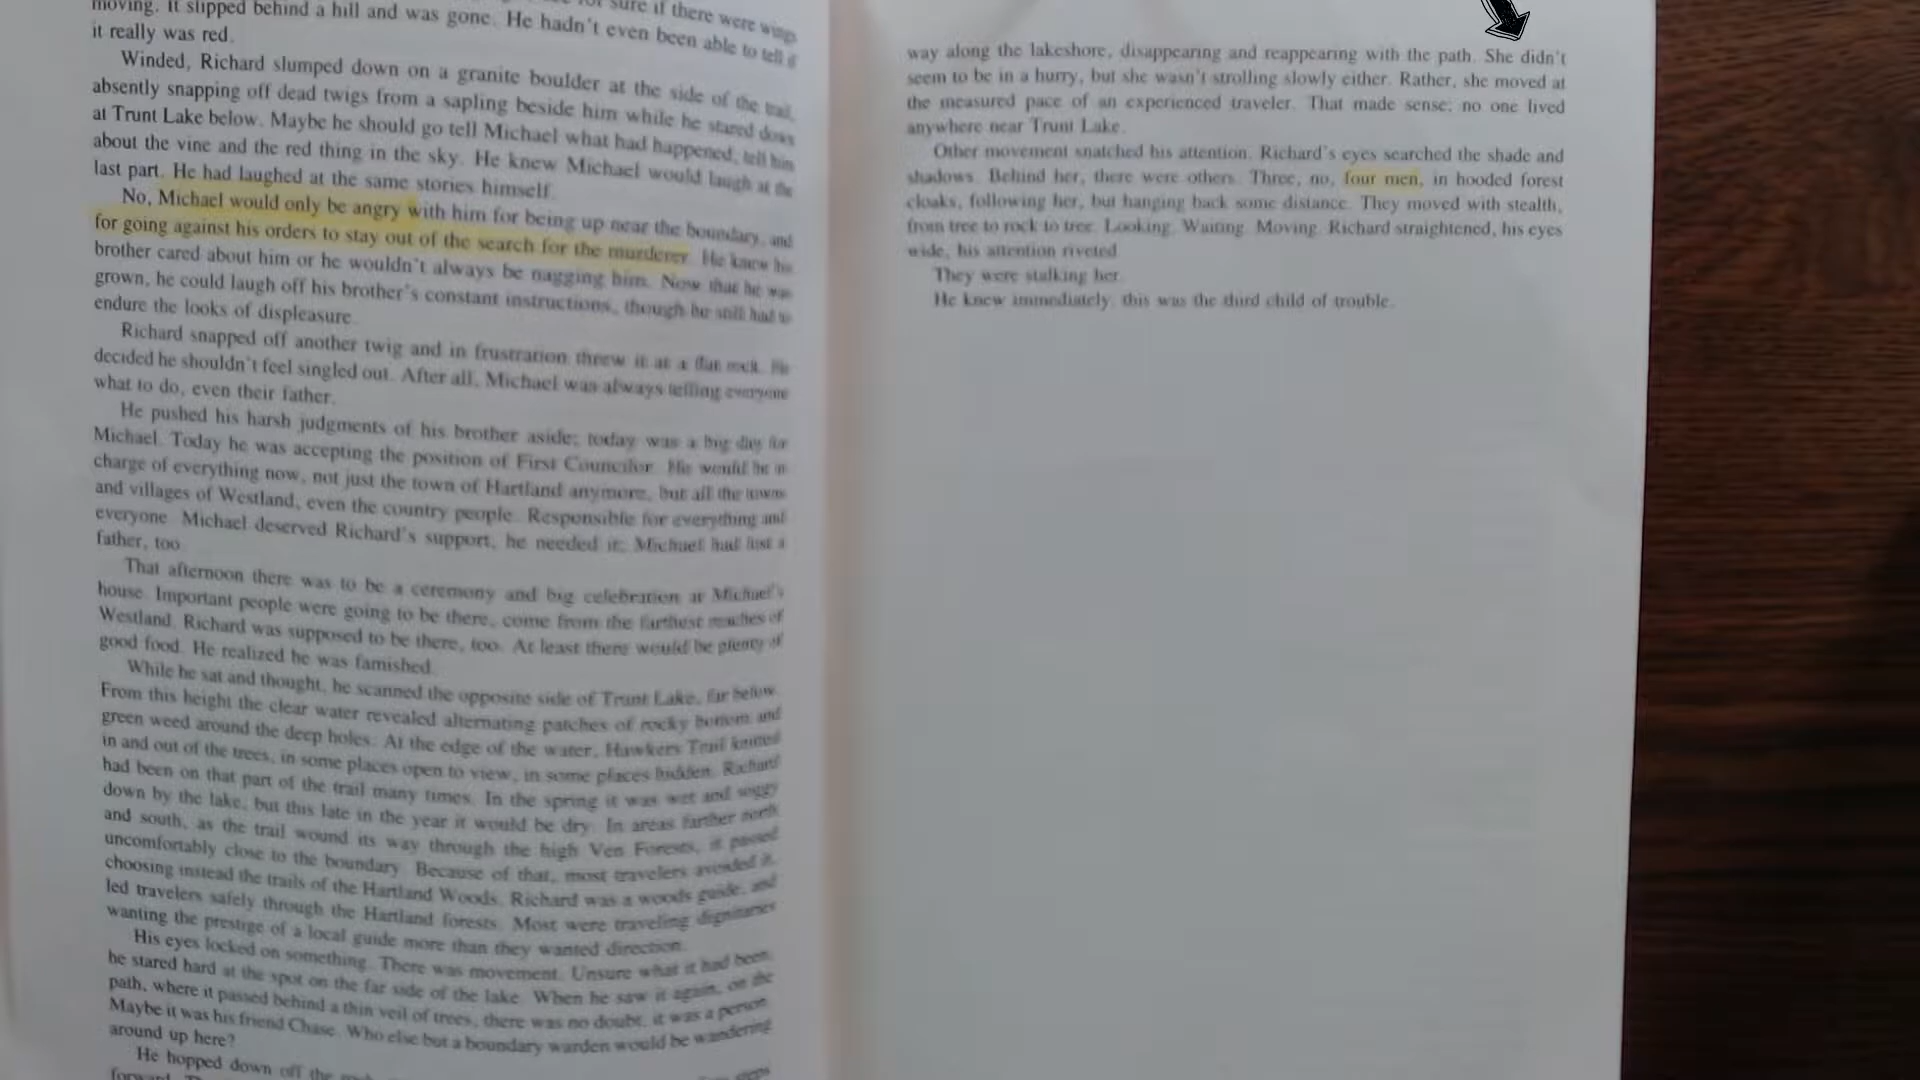 moving. It slipped behind a hill and was gone. He hadn't even been able to tell if
sure if there were wings
it really was red.
Winded, Richard slumped down on a granite boulder at the side of the trail,
absently snapping off dead twigs from a sapling beside him while he stared down
at Trunt Lake below. Maybe he should go tell Michael what had happened, tell him
about the vine and the red thing in the sky. He knew Michael would laugh at the
last part. He had laughed at the same stories himself.
No, Michael would only be angry with him for being up near the boundary, and
for going against his orders to stay out of the search for the murderer. He knew his
brother cared about him or he wouldn't always be nagging him. Now that he was
grown, he could laugh off his brother's constant instructions, though he still had to
endure the looks of displeasure.
Richard snapped off another twig and in frustration threw it at a flat rock. He
decided he shouldn't feel singled out. After all, Michael was always telling everyone
what to do, even their father.
He pushed his harsh judgments of his brother aside; today was a big day for
Michael. Today he was accepting the position of First Councilor. He would be in
charge of everything now, not just the town of Hartland anymore, but all the towns
and villages of Westland, even the country people. Responsible for everything and
everyone. Michael deserved Richard's support, he needed it; Michael had lost a
father, too.
That afternoon there was to be a ceremony and big celebration at Michael's
house. Important people were going to be there, come from the farthest reaches of
Westland. Richard was supposed to be there, too. At least there would be plenty of
good food. He realized he was famished.
While he sat and thought, he scanned the opposite side of Trunt Lake, far below.
From this height the clear water revealed alternating patches of rocky bottom and
green weed around the deep holes. At the edge of the water, Hawkers Trail knitted
in and out of the trees, in some places open to view, in some places hidden. Richard
had been on that part of the trail many times. In the spring it was wet and soggy
down by the lake, but this late in the year it would be dry. In areas farther north
and south, as the trail wound its way through the high Ven Forests, it passed
uncomfortably close to the boundary. Because of that, most travelers avoided it,
choosing instead the trails of the Hartland Woods. Richard was a woods guide, and
led travelers safely through the Hartland forests. Most were traveling dignitaries
wanting the prestige of a local guide more than they wanted direction.
His eyes locked on something. There was movement. Unsure what it had been,
he stared hard at the spot on the far side of the lake. When he saw it again, on the
path, where it passed behind a thin veil of trees, there was no doubt; it was a person.
Maybe it was his friend Chase. Who else but a boundary warden would be wandering
around up here?
He hopped down off the steps
forward.
way along the lakeshore, disappearing and reappearing with the path. She didn't
seem to be in a hurry, but she wasn't strolling slowly either. Rather, she moved at
the measured pace of an experienced traveler. That made sense; no one lived
anywhere near Trunt Lake.
Other movement snatched his attention. Richard's eyes searched the shade and
shadows. Behind her, there were others. Three, no, four men, in hooded forest
cloaks, following her, but hanging back some distance. They moved with stealth,
from tree to rock to tree. Looking. Waiting. Moving. Richard straightened, his eyes
wide, his attention riveted.
They were stalking her.
He knew immediately: this was the third child of trouble.